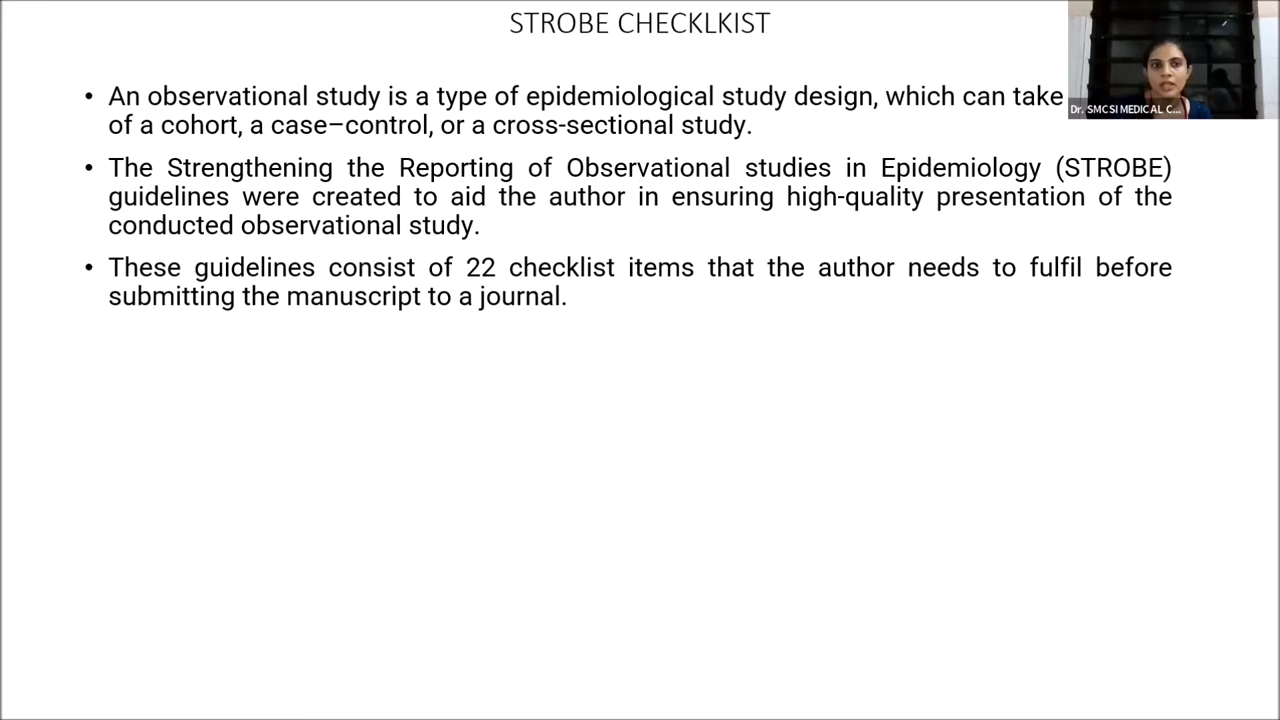 STROBE CHECKLKIST
• An observational study is a type of epidemiological study design, which can take
of a cohort, a case–control, or a cross-sectional study.
• The Strengthening the Reporting of Observational studies in Epidemiology (STROBE)
guidelines were created to aid the author in ensuring high-quality presentation of the
conducted observational study.
• These guidelines consist of 22 checklist items that the author needs to fulfil before
submitting the manuscript to a journal.
Dr. SMCSI MEDICAL C...